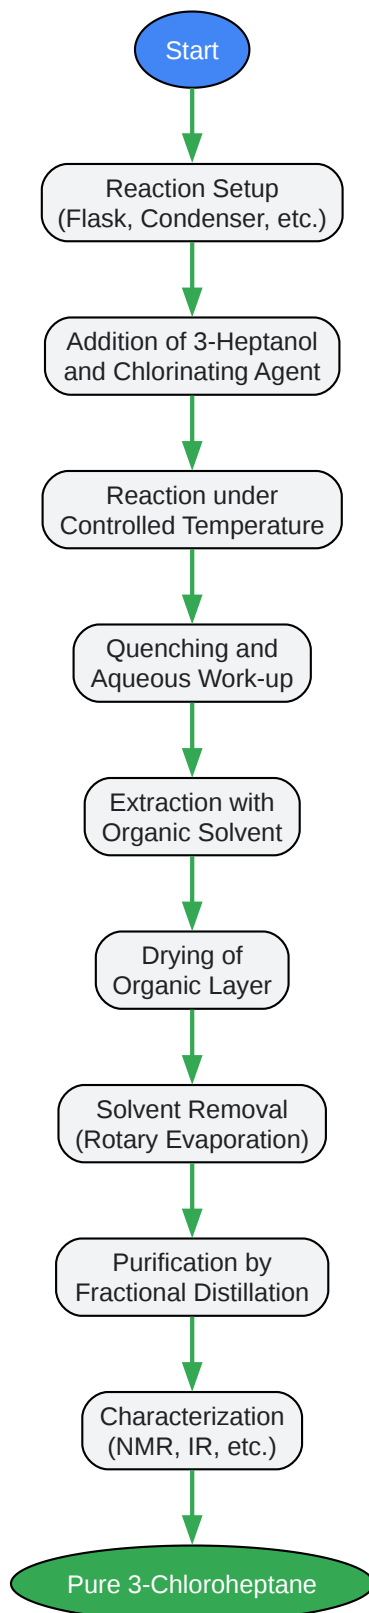 Start
Reaction Setup
(Flask, Condenser, etc.)
Addition of 3-Heptanol
and Chlorinating Agent
Reaction under
Controlled Temperature
Quenching and
Aqueous Work-up
Extraction with
Organic Solvent
Drying of
Organic Layer
Solvent Removal
(Rotary Evaporation)
Purification by
Fractional Distillation
Characterization
(NMR, IR, etc.)
Pure 3-Chloroheptane